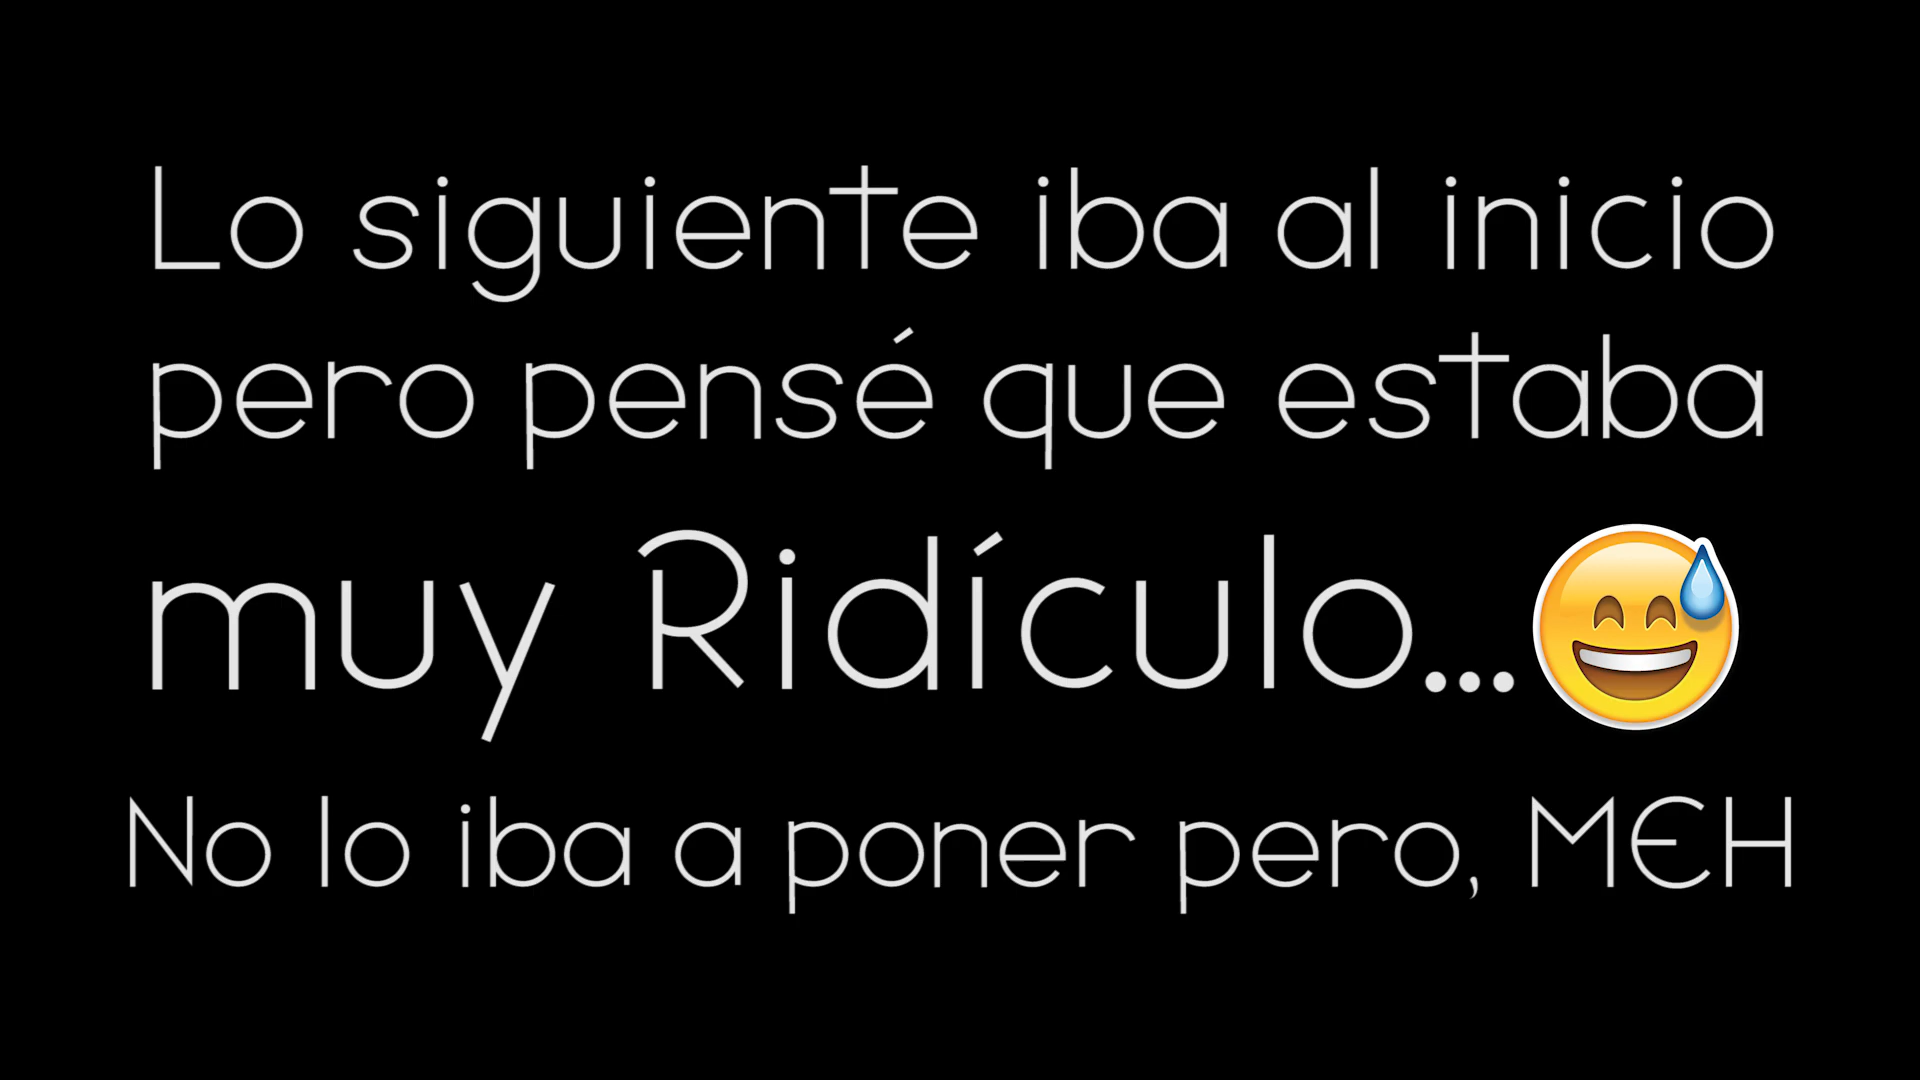 Lo siguiente iba al inicio
pero pensé que estaba
muy Ridículo...😅
No lo iba a poner pero, MEH